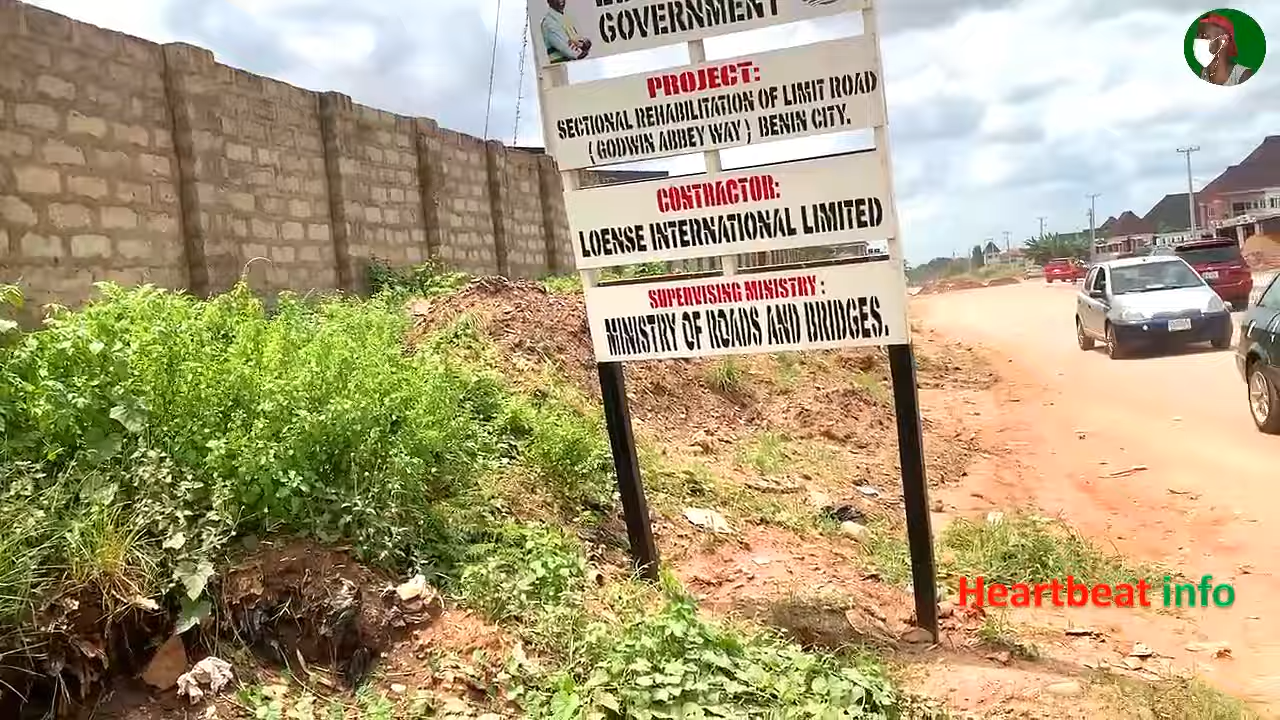 GOVERNMENT
PROJECT:
SECTIONAL REHABILITATION OF LIMIT ROAD
(GODWIN ABBEY WAY) BENIN CITY.
CONTRACTOR:
LOENSE INTERNATIONAL LIMITED
SUPERVISING MINISTRY:
MINISTRY OF ROADS AND BRIDGES.
Heartbeat info